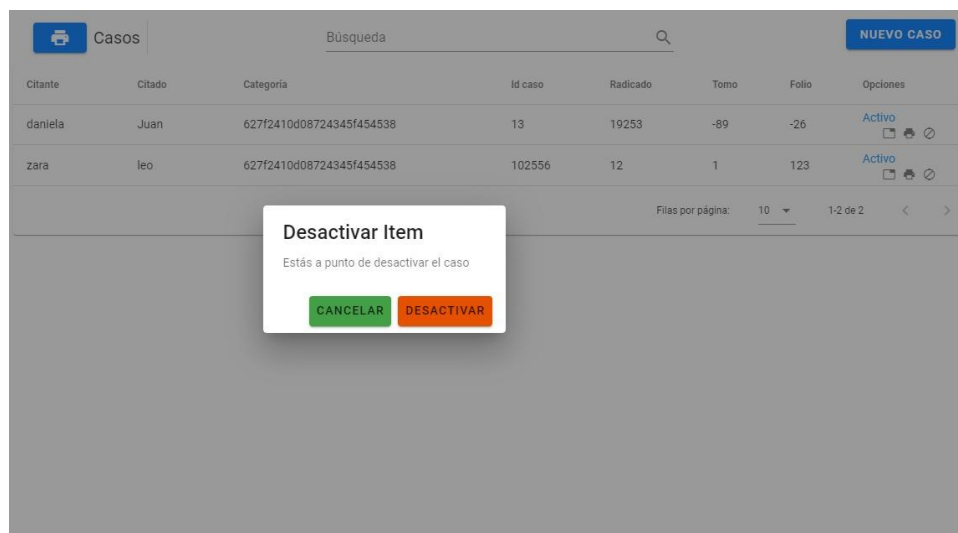 Casos
Búsqueda
NUEVO CASO
Citante Citado Categoría Id caso Radicado Tomo Folio Opciones
daniela Juan 627f2410d08724345f454538 13 19253 -89 -26 Activo
zara leo 627f2410d08724345f454538 102556 12 1 123 Activo
Filas por página: 10 1-2 de 2
Desactivar Item
Estás a punto de desactivar el caso
CANCELAR DESACTIVAR